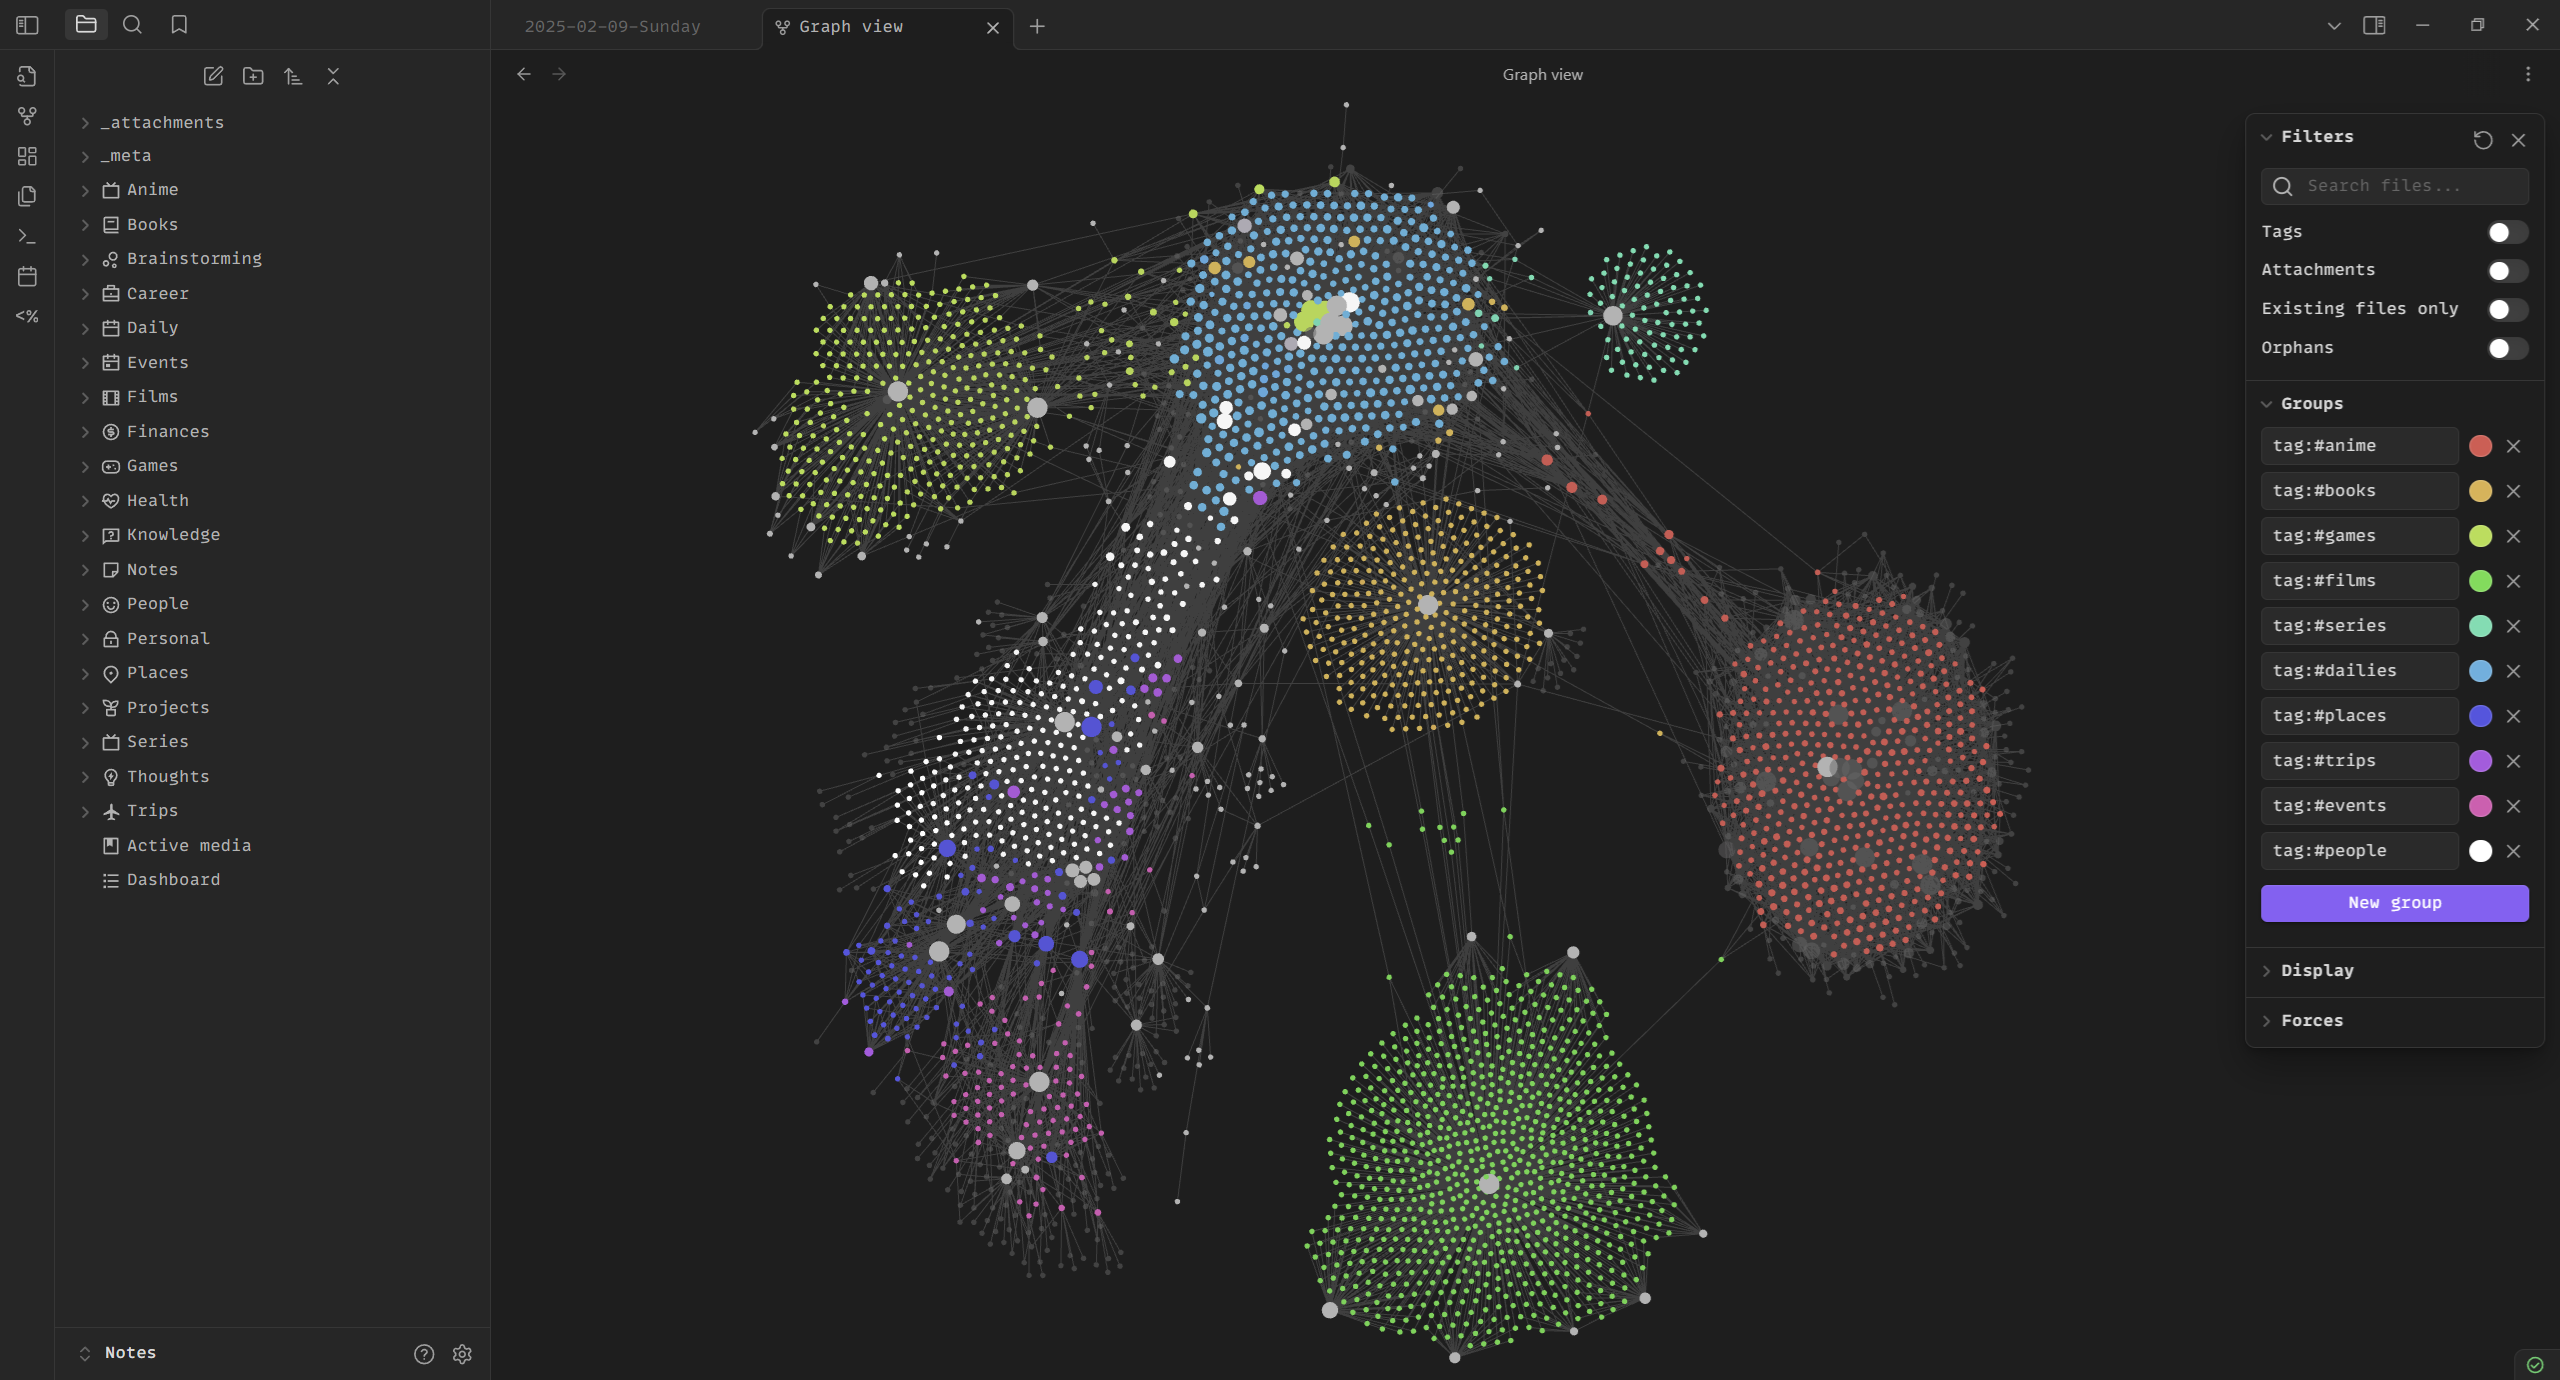 2025-02-09-Sunday
Graph view
Graph view
_attachments
_meta
Anime
Books
Brainstorming
Career
Daily
Events
Films
Finances
Games
Health
Knowledge
Notes
People
Personal
Places
Projects
Series
Thoughts
Trips
Active media
Dashboard
Notes
<%
Filters
Search files...
Tags
Attachments
Existing files only
Orphans
Groups
tag:#anime
tag:#books
tag:#games
tag:#films
tag:#series
tag:#dailies
tag:#places
tag:#trips
tag:#events
tag:#people
New group
Display
Forces